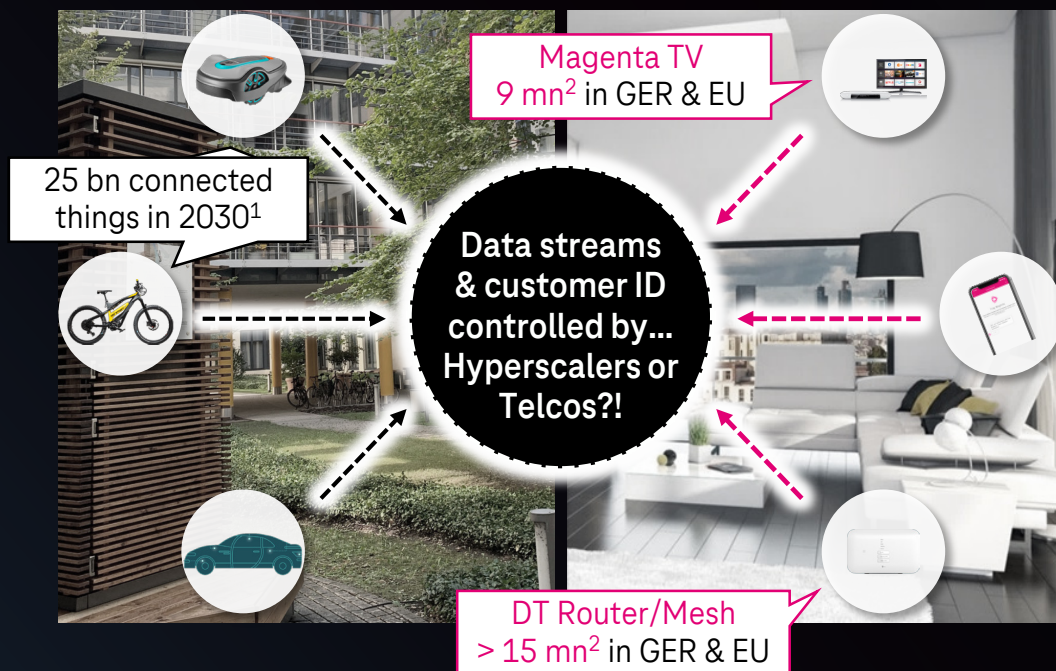 Magenta TV
9 mn² in GER & EU
25 bn connected
things in 2030¹
Data streams
& customer ID
controlled by...
Hyperscalers or
Telcos?!
DT Router/Mesh
> 15 mn² in GER & EU